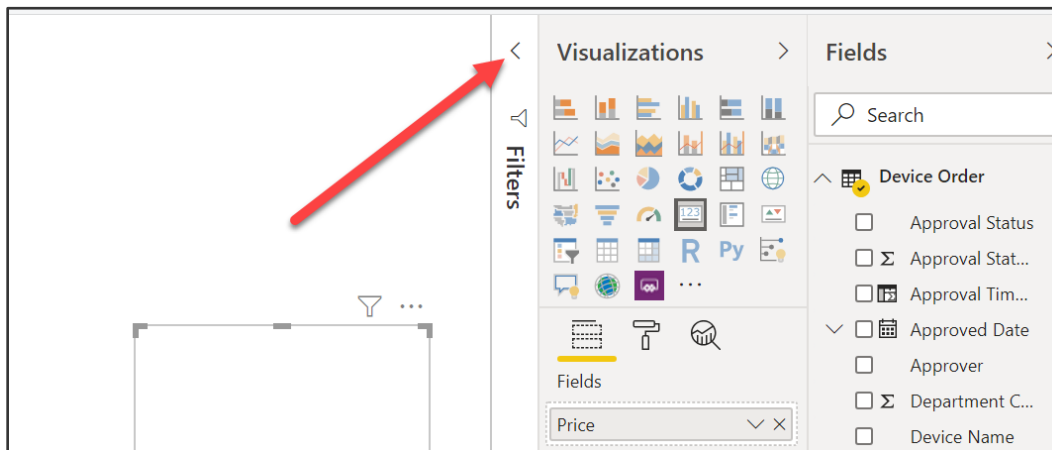 Visualizations
Fields
Search
Filters
Device Order
Approval Status
Σ Approval Stat...
Approval Tim...
Approved Date
Approver
Σ Department C...
Device Name
123
R
Py
Fields
Price